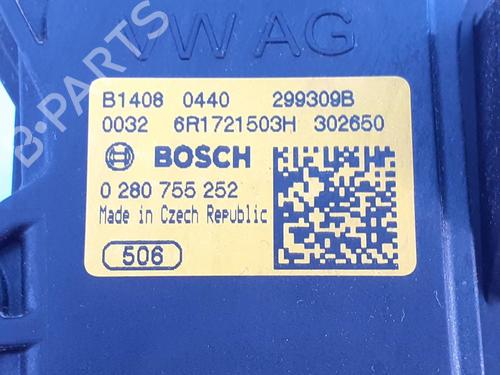 VW AG
B1408 0440 299309B
0032 6R1721503H 302650
BOSCH
0 280 755 252
Made in Czech Republic
506
B-PARTS